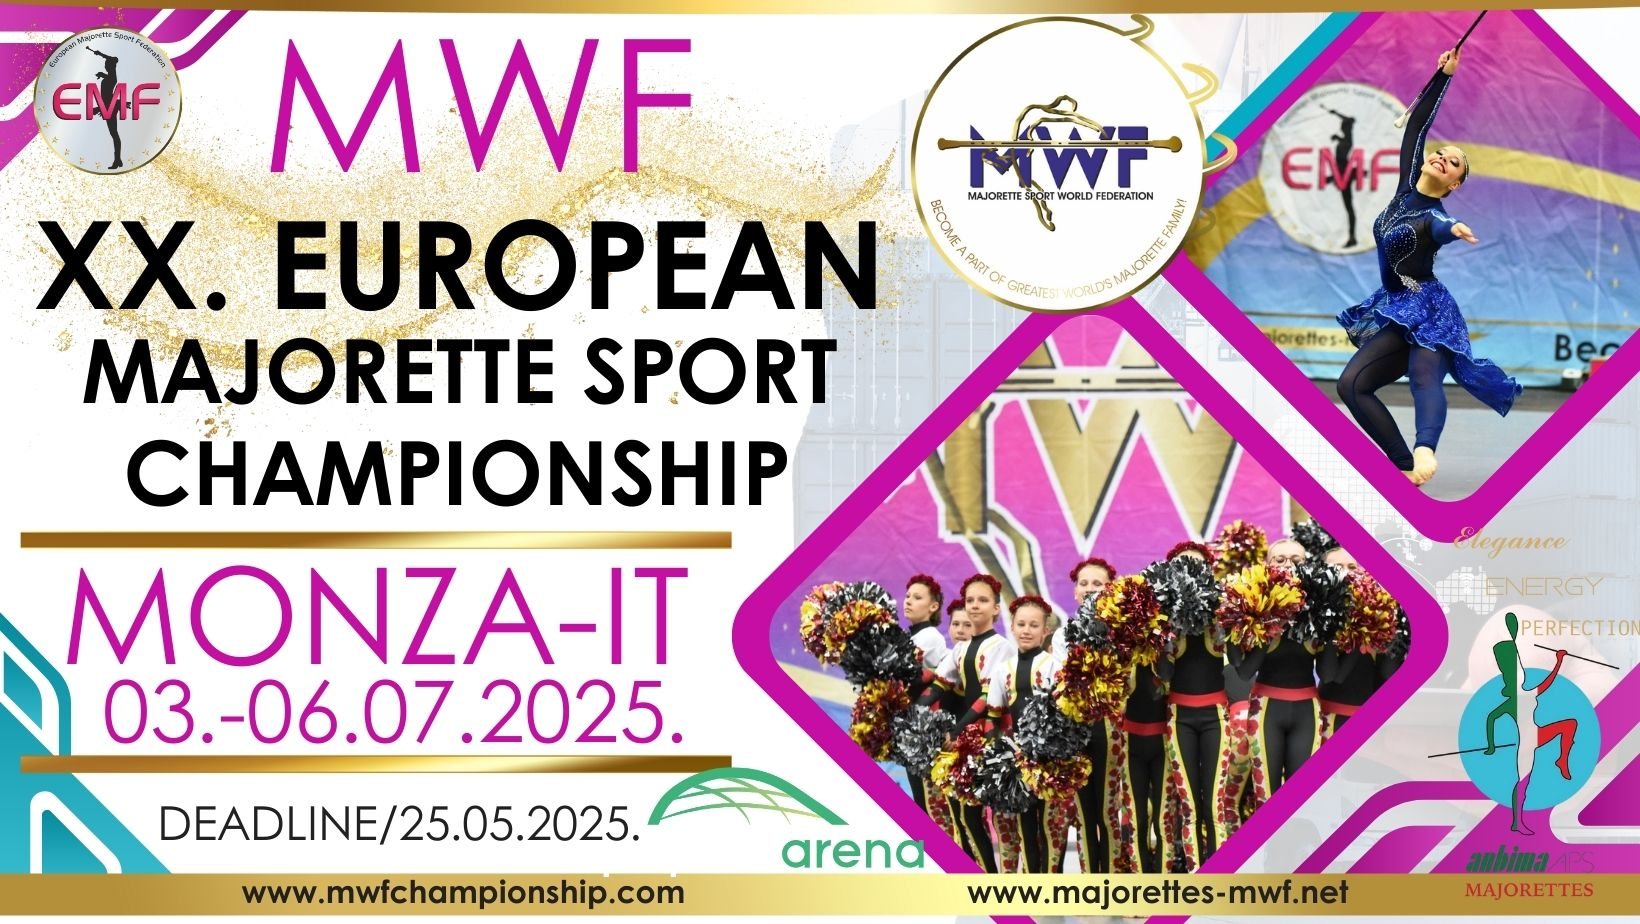 European Majorette Sport Federation
EMF
MWF
XX. EUROPEAN
MAJORETTE SPORT
CHAMPIONSHIP
MONZA-IT
03.-06.07.2025.
DEADLINE/25.05.2025.
arena
www.mwfchampionship.com
www.majorettes-mwf.net
MWF
MAJORETTE SPORT WORLD FEDERATION
BECOME A PART OF GREATEST WORLD'S MAJORETTE FAMILY!
EMF
Elegance
ENERGY
PERFECTION
anbima APS
MAJORETTES